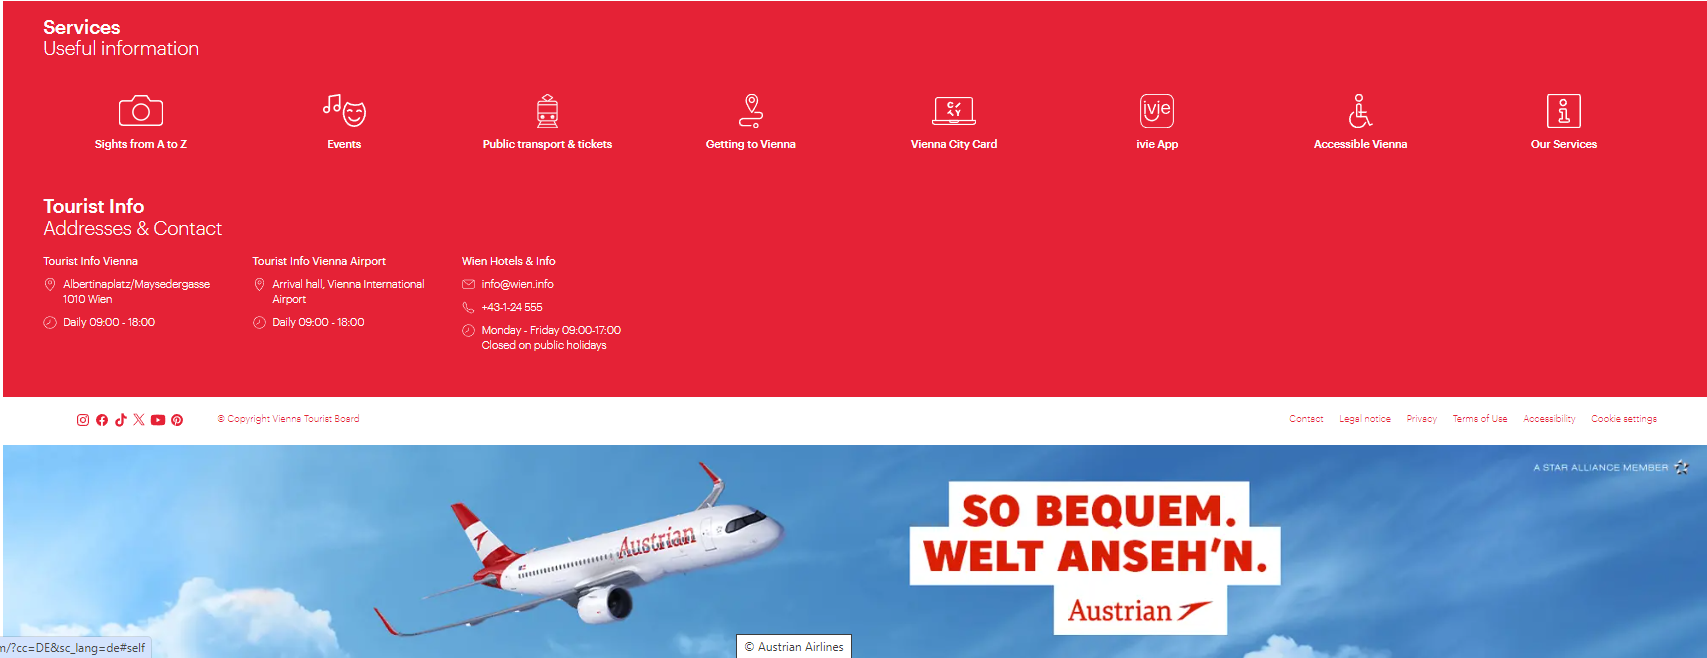 Services
Useful information
Sights from A to Z
Events
Public transport & tickets
Getting to Vienna
CI
TY
Vienna City Card
ivie
ivie App
Accessible Vienna
Our Services
Tourist Info
Addresses & Contact
Tourist Info Vienna
Albertinaplatz/Maysedergasse
1010 Wien
Daily 09:00 - 18:00
Tourist Info Vienna Airport
Arrival hall, Vienna International
Airport
Daily 09:00 - 18:00
Wien Hotels & Info
info@wien.info
+43-1-24 555
Monday - Friday 09:00-17:00
Closed on public holidays
© Copyright Vienna Tourist Board
Contact
Legal notice
Privacy
Terms of Use
Accessibility
Cookie settings
A STAR ALLIANCE MEMBER
Austrian
SO BEQUEM.
WELT ANSEH'N.
Austrian
m/?cc=DE&sc_lang=de#self
© Austrian Airlines